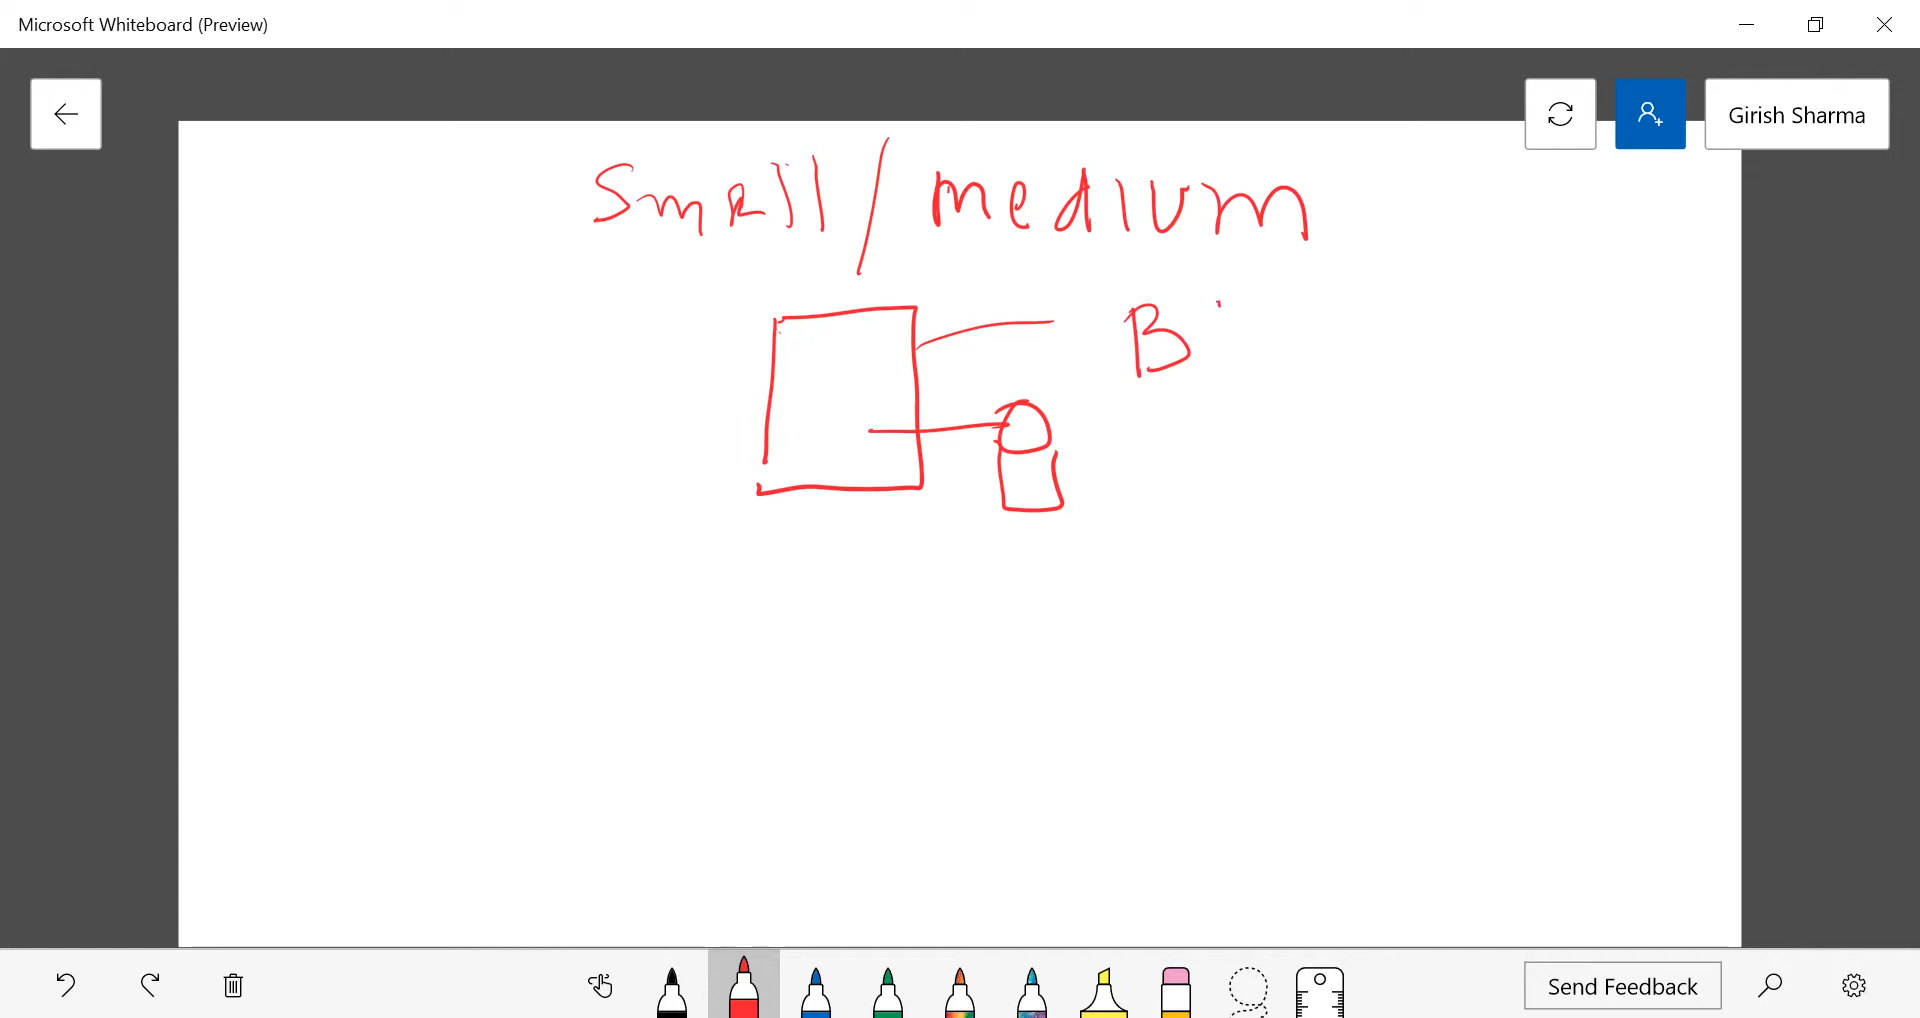 Microsoft Whiteboard (Preview)
Girish Sharma
Small/medium
B
Send Feedback